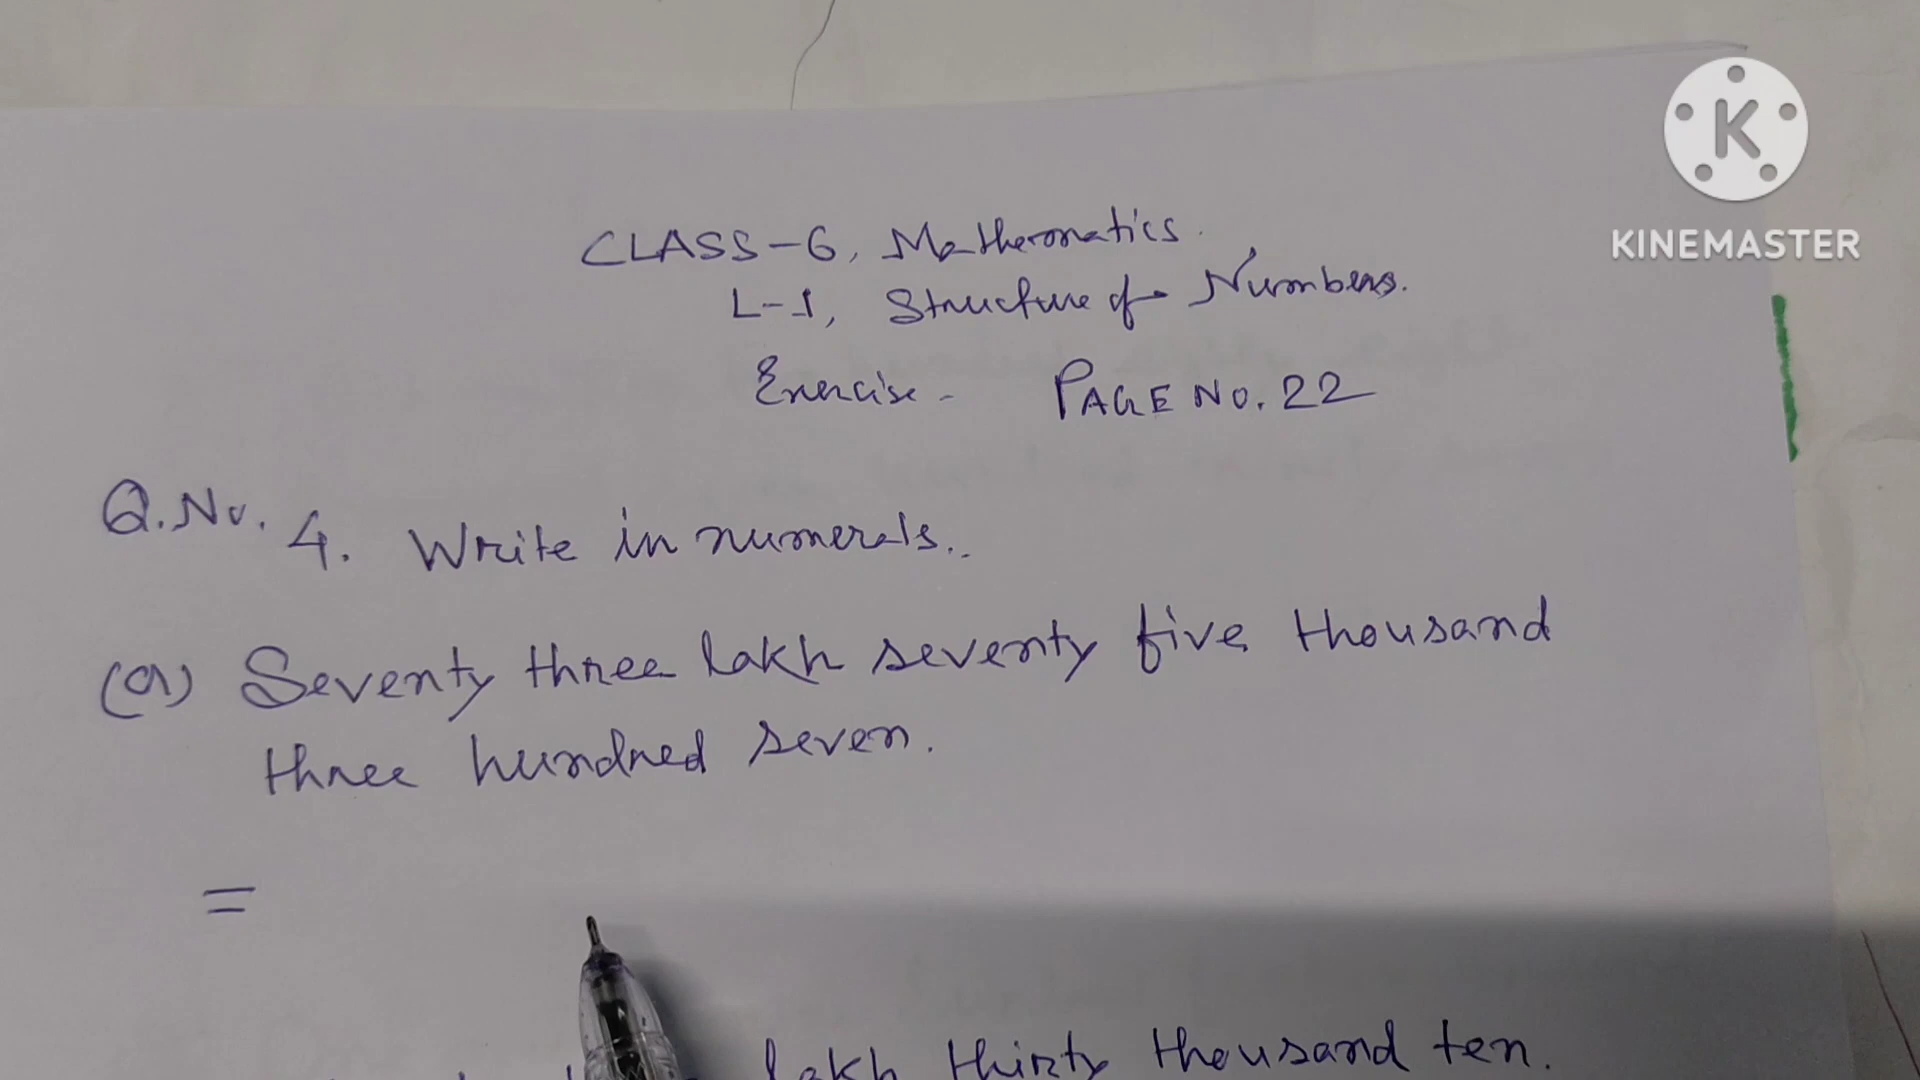 K
KINEMASTER
CLASS-6, Mathematics.
L-1, Structure of Numbers.
Exercise - PAGE NO. 22
Q.No. 4. Write in numerals..
(a) Seventy three lakh seventy five thousand
three hundred seven.
=
lakh thirty thousand ten.